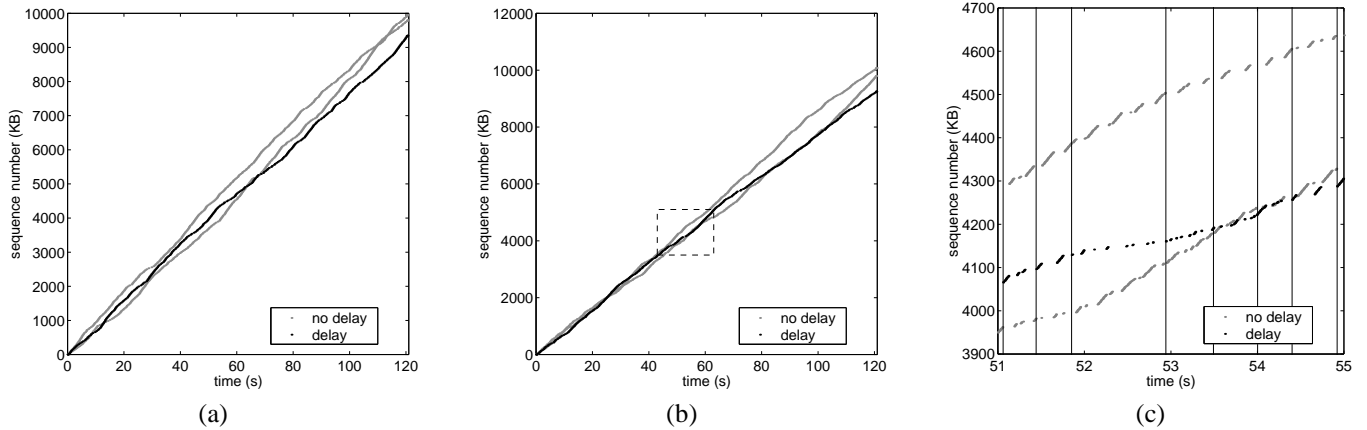 10000
9000
8000
7000
6000
5000
4000
3000
2000
1000
0
sequence number (KB)
0 20 40 60 80 100 120
time (s)
no delay
delay
(a)
12000
10000
8000
6000
4000
2000
0
sequence number (KB)
0 20 40 60 80 100 120
time (s)
no delay
delay
(b)
4700
4600
4500
4400
4300
4200
4100
4000
3900
sequence number (KB)
51 52 53 54 55
time (s)
no delay
delay
(c)